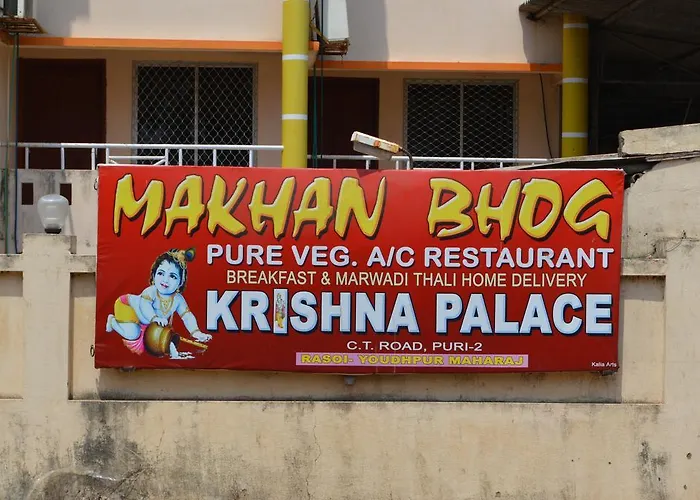 MAKHAN BHOG
PURE VEG. A/C RESTAURANT
BREAKFAST & MARWADI THALI HOME DELIVERY
KRISHNA PALACE
C.T. ROAD, PURI-2
RASOI- YOUDHPUR MAHARAJ
Kalia Arts